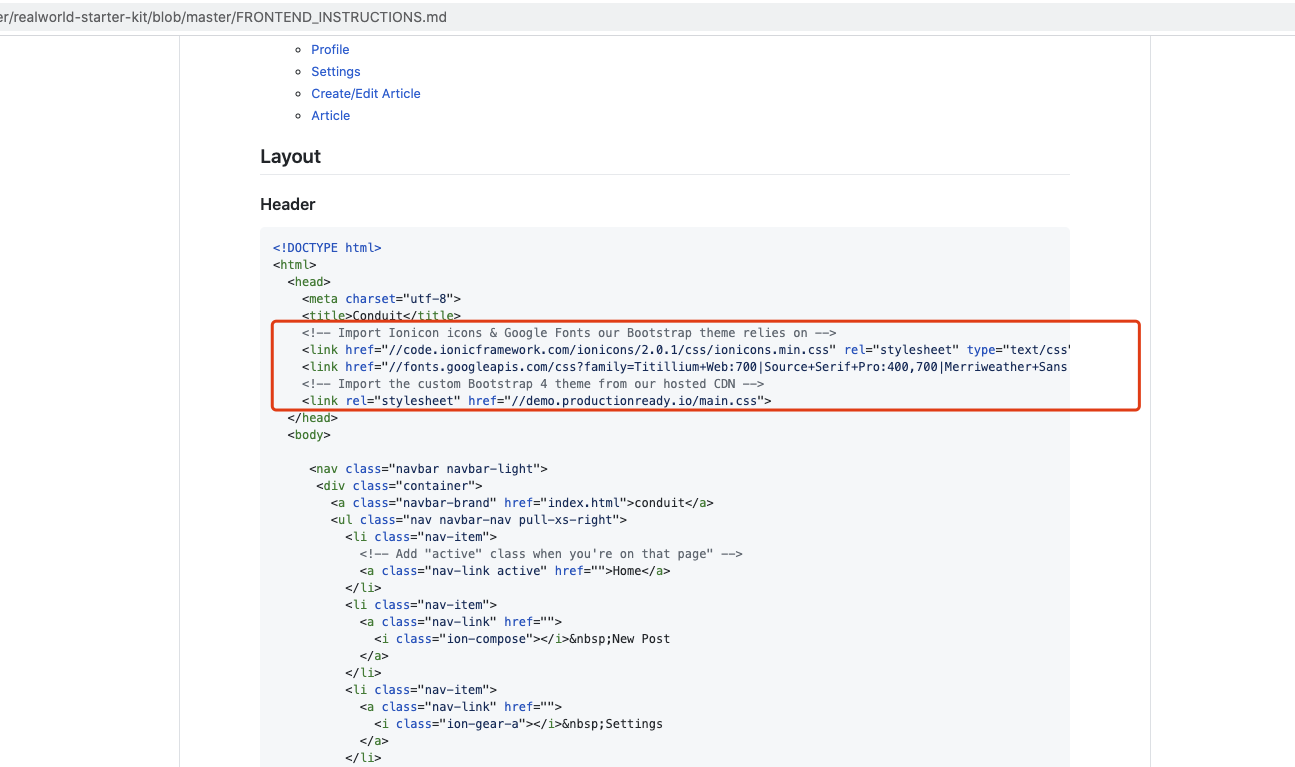 er/realworld-starter-kit/blob/master/FRONTEND_INSTRUCTIONS.md
Profile
Settings
Create/Edit Article
Article
Layout
Header
<!DOCTYPE html>
<html>
<head>
<meta charset="utf-8">
<title>Conduit</title>
<!-- Import Ionicon icons & Google Fonts our Bootstrap theme relies on -->
<link href="//code.ionicframework.com/ionicons/2.0.1/css/ionicons.min.css" rel="stylesheet" type="text/css"
<link href="//fonts.googleapis.com/css?family=Titillium+Web:700|Source+Serif+Pro:400,700|Merriweather+Sans
<!-- Import the custom Bootstrap 4 theme from our hosted CDN -->
<link rel="stylesheet" href="//demo.productionready.io/main.css">
</head>
<body>
<nav class="navbar navbar-light">
<div class="container">
<a class="navbar-brand" href="index.html">conduit</a>
<ul class="nav navbar-nav pull-xs-right">
<li class="nav-item">
<!-- Add "active" class when you're on that page" -->
<a class="nav-link active" href="">Home</a>
</li>
<li class="nav-item">
<a class="nav-link" href="">
<i class="ion-compose"></i>&nbsp;New Post
</a>
</li>
<li class="nav-item">
<a class="nav-link" href="">
<i class="ion-gear-a"></i>&nbsp;Settings
</a>
</li>